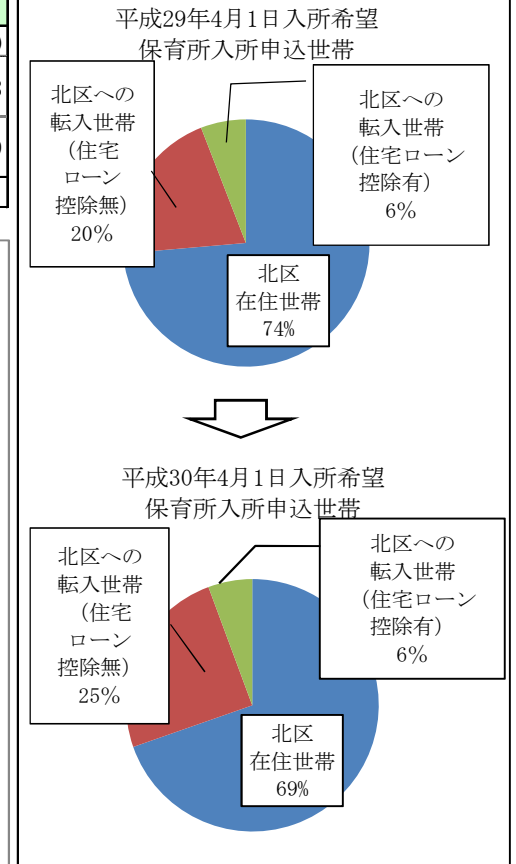 平成29年4月1日入所希望
保育所入所申込世帯
北区への
転入世帯
(住宅
ローン
控除無)
20%
北区への
転入世帯
(住宅ローン
控除有)
6%
北区
在住世帯
74%
平成30年4月1日入所希望
保育所入所申込世帯
北区への
転入世帯
(住宅
ローン
控除無)
25%
北区への
転入世帯
(住宅ローン
控除有)
6%
北区
在住世帯
69%